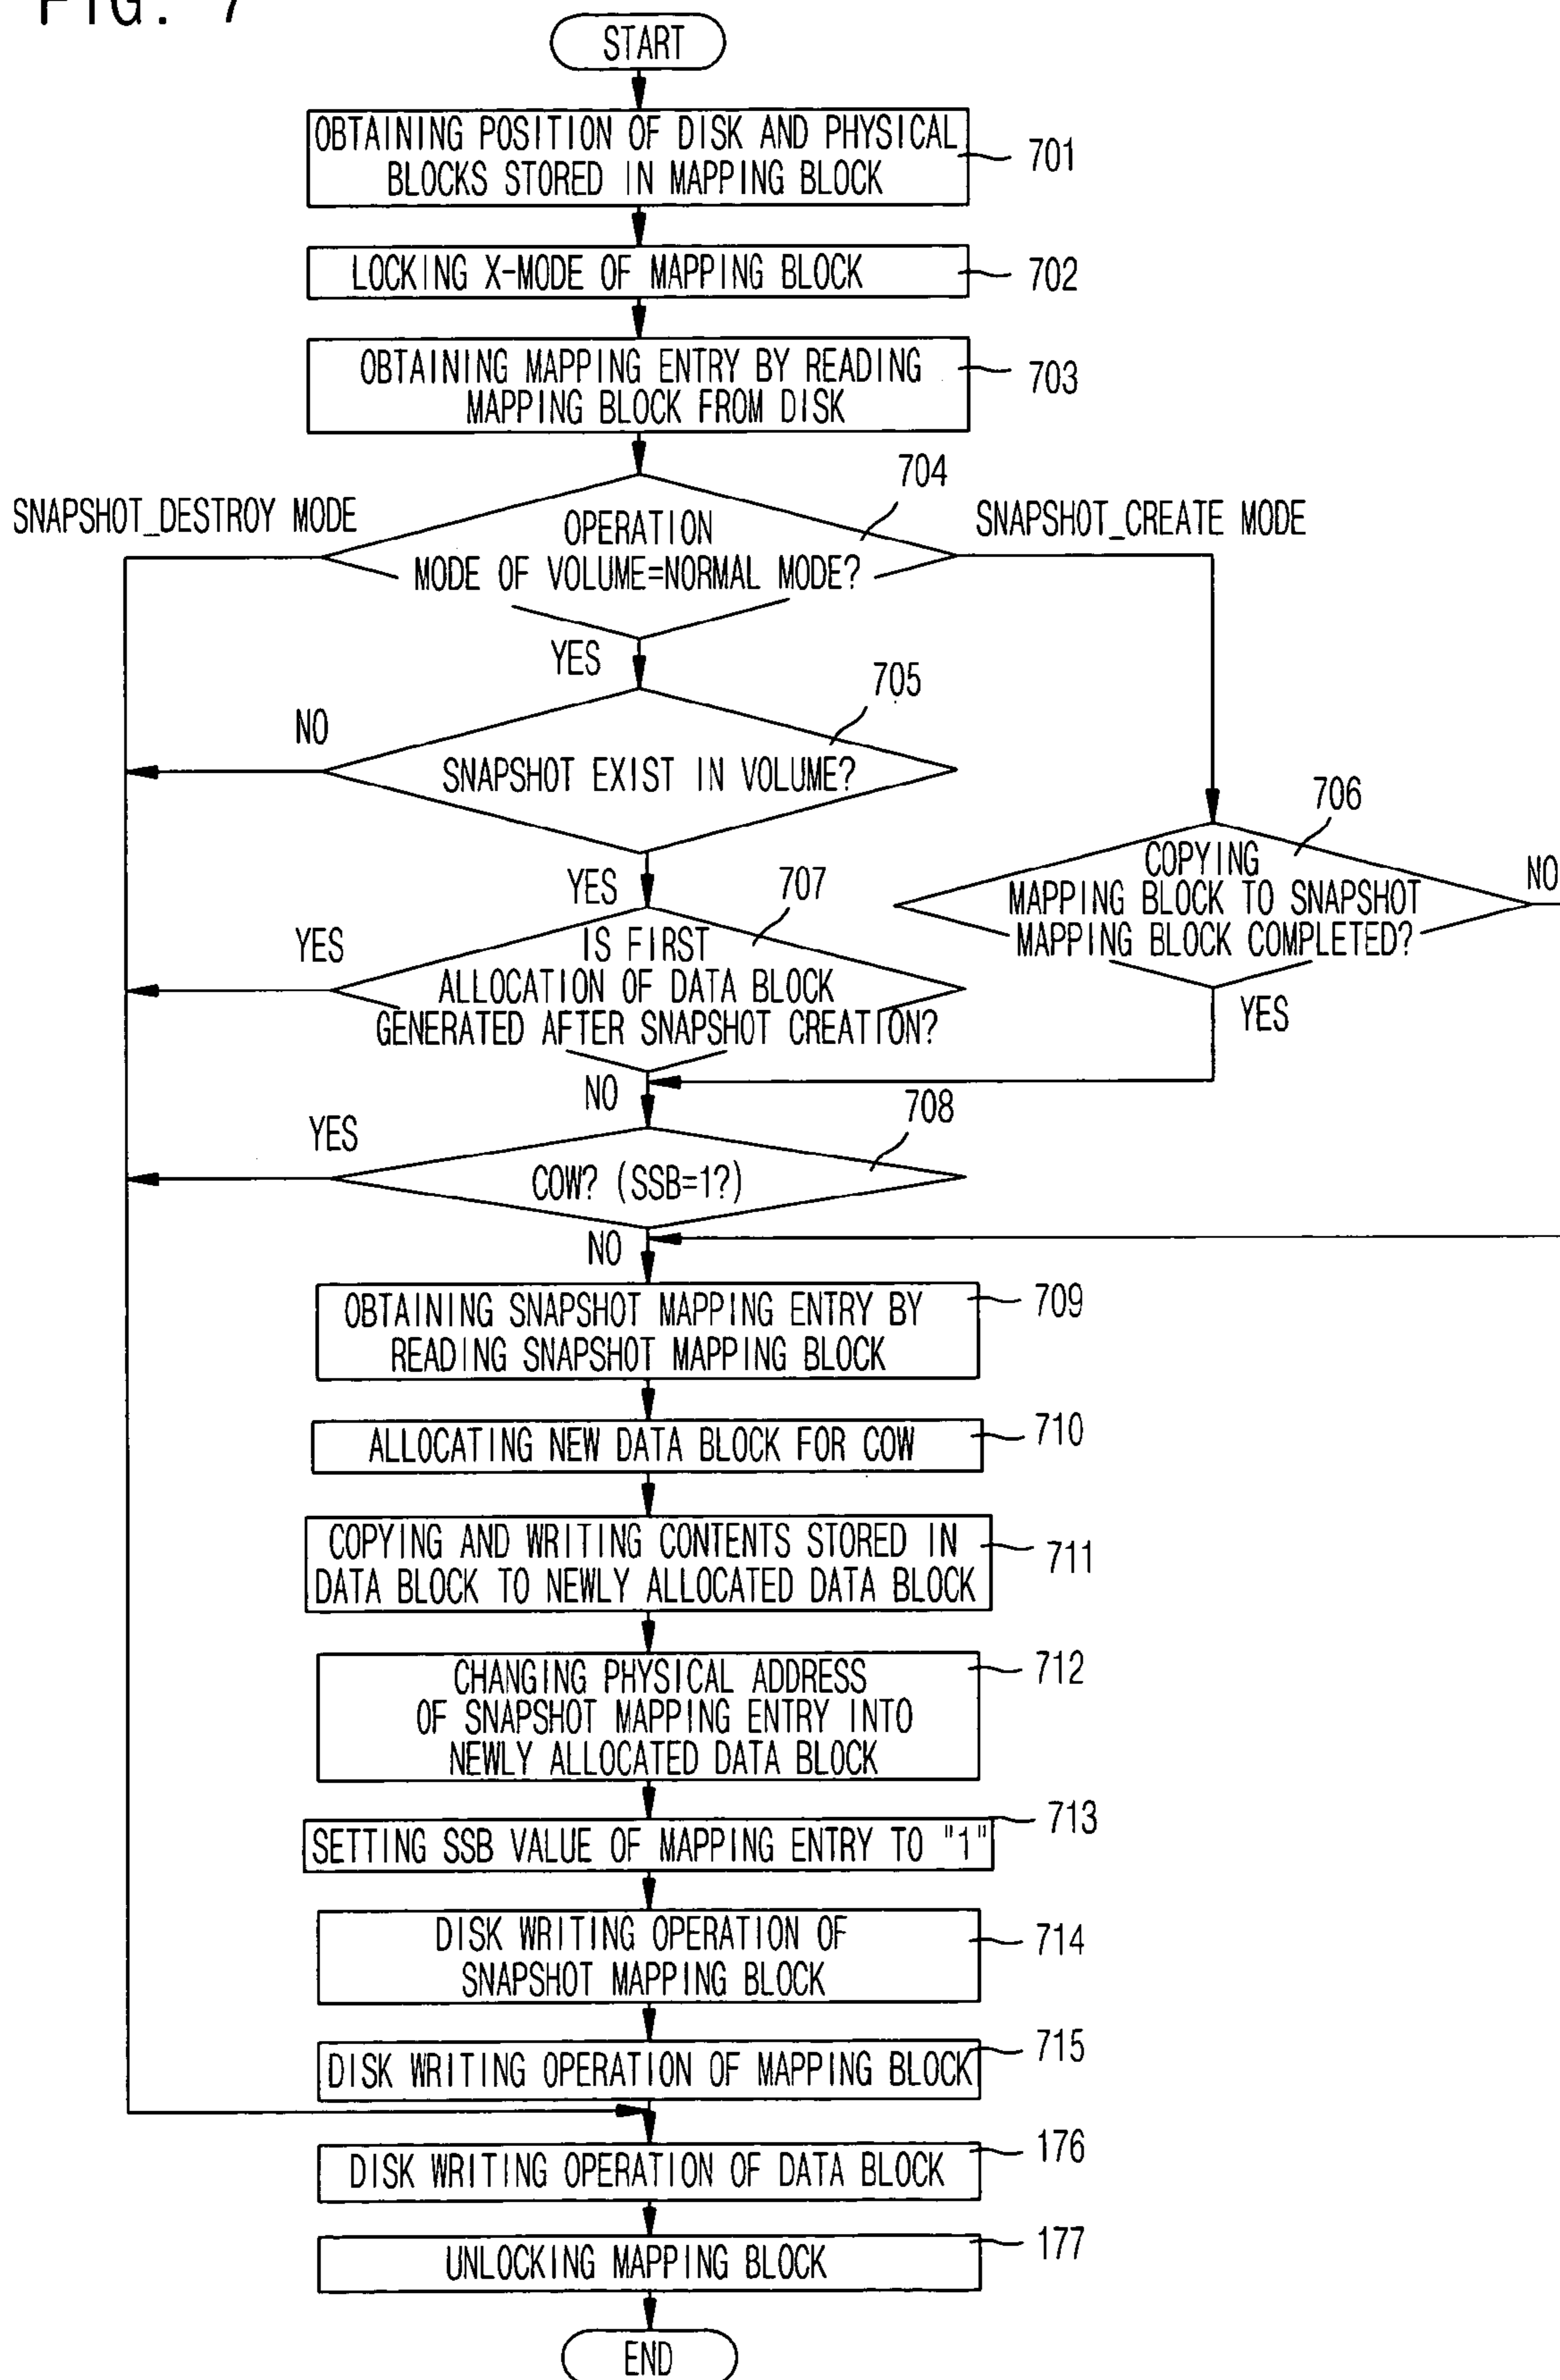 FIG. 7
START
OBTAINING POSITION OF DISK AND PHYSICAL
BLOCKS STORED IN MAPPING BLOCK
701
LOCKING X-MODE OF MAPPING BLOCK
702
OBTAINING MAPPING ENTRY BY READING
MAPPING BLOCK FROM DISK
703
704
SNAPSHOT_DESTROY MODE
SNAPSHOT_CREATE MODE
OPERATION
MODE OF VOLUME=NORMAL MODE?
YES
705
NO
SNAPSHOT EXIST IN VOLUME?
706
COPYING
MAPPING BLOCK TO SNAPSHOT
MAPPING BLOCK COMPLETED?
NO
YES
YES
707
YES
IS FIRST
ALLOCATION OF DATA BLOCK
GENERATED AFTER SNAPSHOT CREATION?
NO
708
YES
COW? (SSB=1?)
NO
OBTAINING SNAPSHOT MAPPING ENTRY BY
READING SNAPSHOT MAPPING BLOCK
709
ALLOCATING NEW DATA BLOCK FOR COW
710
COPYING AND WRITING CONTENTS STORED IN
DATA BLOCK TO NEWLY ALLOCATED DATA BLOCK
711
CHANGING PHYSICAL ADDRESS
OF SNAPSHOT MAPPING ENTRY INTO
NEWLY ALLOCATED DATA BLOCK
712
SETTING SSB VALUE OF MAPPING ENTRY TO "1"
713
DISK WRITING OPERATION OF
SNAPSHOT MAPPING BLOCK
714
DISK WRITING OPERATION OF MAPPING BLOCK
715
DISK WRITING OPERATION OF DATA BLOCK
176
UNLOCKING MAPPING BLOCK
177
END